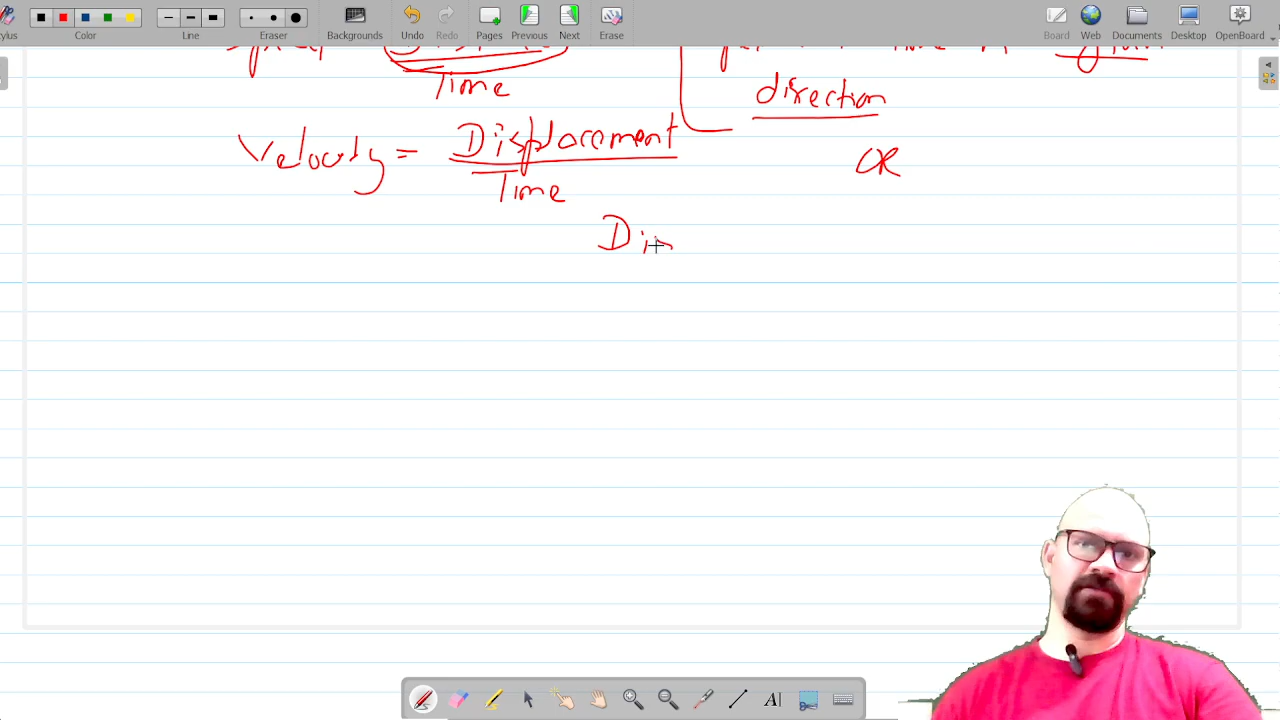 Color
Line
Eraser
Backgrounds
Undo
Redo
Pages
Previous
Next
Erase
Board
Web
Documents
Desktop
OpenBoard
Time
direction
Velocity = Displacement
Time
OR
Di
A